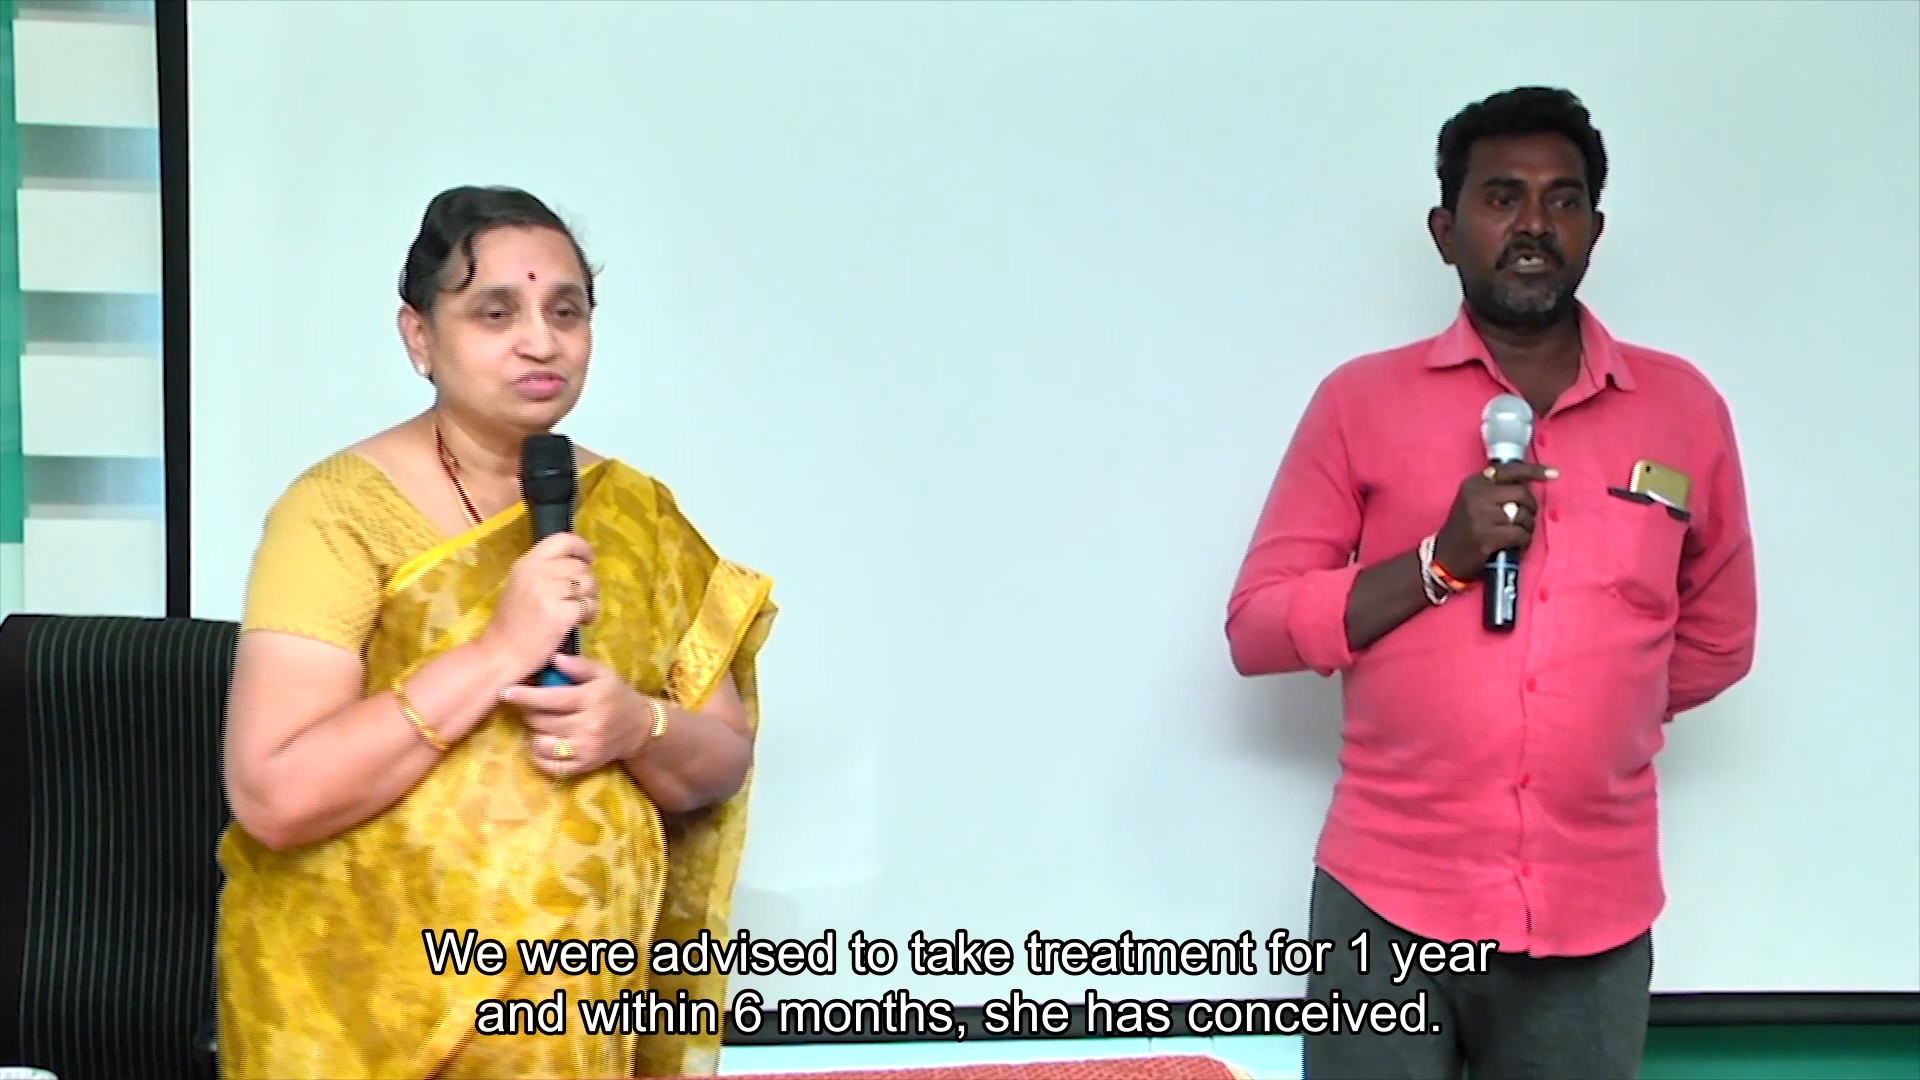 We were advised to take treatment for 1 year
and within 6 months, she has conceived.